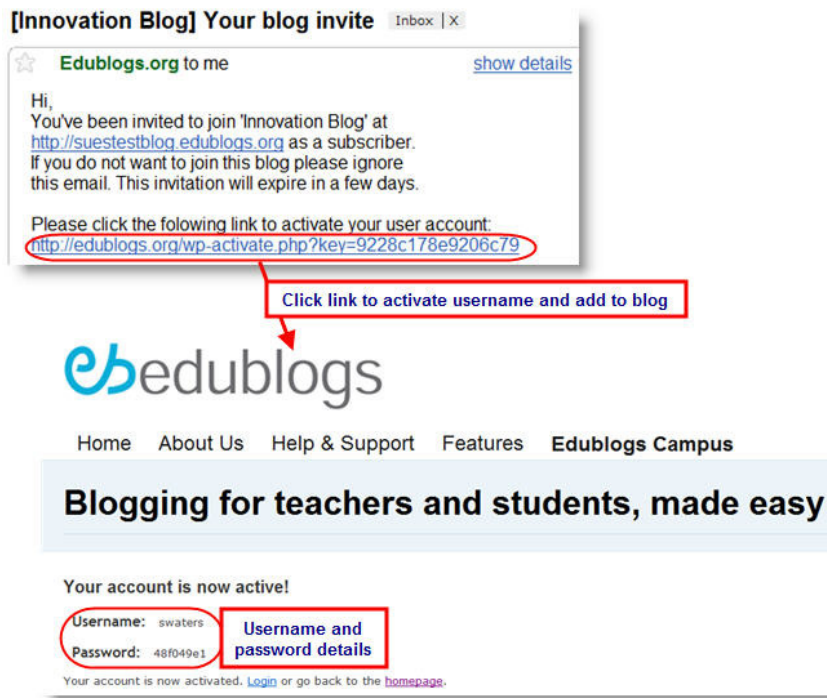 [Innovation Blog] Your blog invite Inbox | X
Edublogs.org to me show details
Hi,
You've been invited to join 'Innovation Blog' at
http://suestestblog.edublogs.org as a subscriber.
If you do not want to join this blog please ignore
this email. This invitation will expire in a few days.
Please click the folowing link to activate your user account:
http://edublogs.org/wp-activate.php?key=9228c178e9206c79
Click link to activate username and add to blog
eb edublogs
Home About Us Help & Support Features Edublogs Campus
Blogging for teachers and students, made easy
Your account is now active!
Username: swaters
Username and
Password: 48f049e1
password details
Your account is now activated. Login or go back to the homepage.